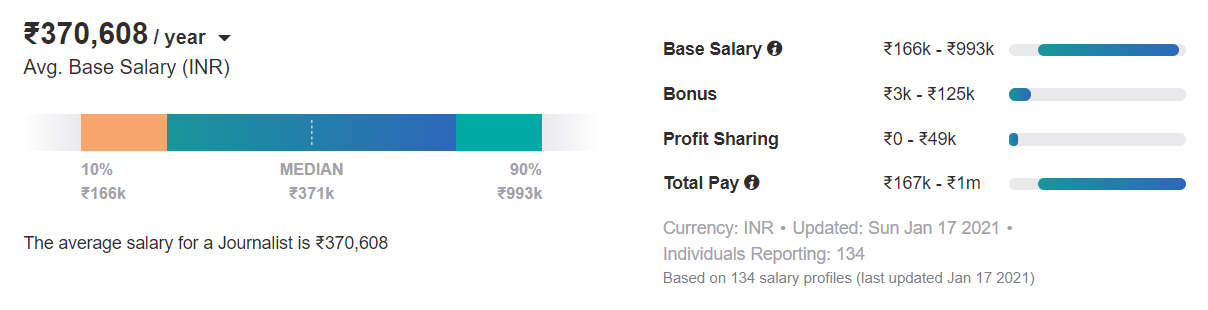 ₹370,608 / year
Avg. Base Salary (INR)
10% MEDIAN 90%
₹166k ₹371k ₹993k
The average salary for a Journalist is ₹370,608
Base Salary ₹166k - ₹993k
Bonus ₹3k - ₹125k
Profit Sharing ₹0 - ₹49k
Total Pay ₹167k - ₹1m
Currency: INR • Updated: Sun Jan 17 2021 •
Individuals Reporting: 134
Based on 134 salary profiles (last updated Jan 17 2021)